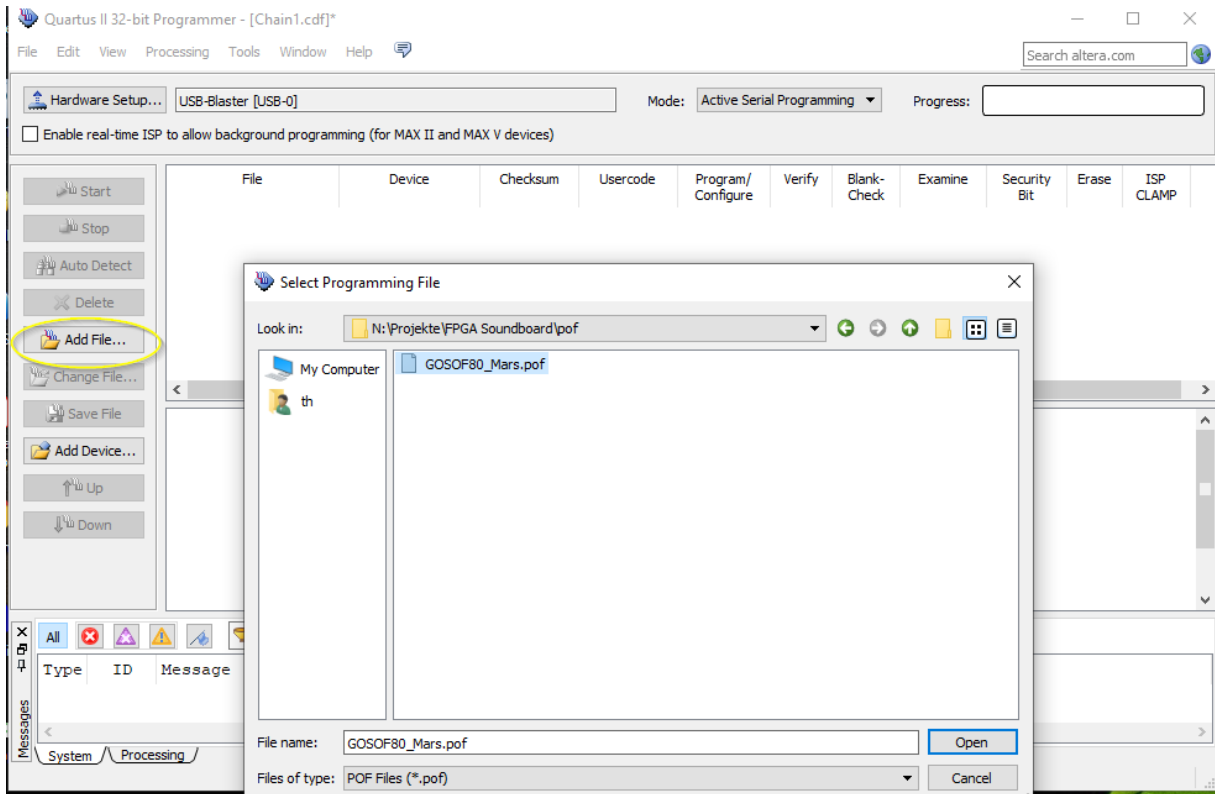 Quartus II 32-bit Programmer - [Chain1.cdf]*
File Edit View Processing Tools Window Help
Search altera.com
Hardware Setup... USB-Blaster [USB-0] Mode: Active Serial Programming Progress:
Enable real-time ISP to allow background programming (for MAX II and MAX V devices)
File Device Checksum Usercode Program/ Verify Blank- Examine Security Erase ISP
Configure Check Bit CLAMP
Start
Stop
Auto Detect
Delete
Add File...
Change File...
Save File
Add Device...
Up
Down
Select Programming File
Look in: N:\Projekte\FPGA Soundboard\pof
My Computer
th
GOSOF80_Mars.pof
File name: GOSOF80_Mars.pof Open
Files of type: POF Files (*.pof) Cancel
All
Type ID Message
Messages
System Processing